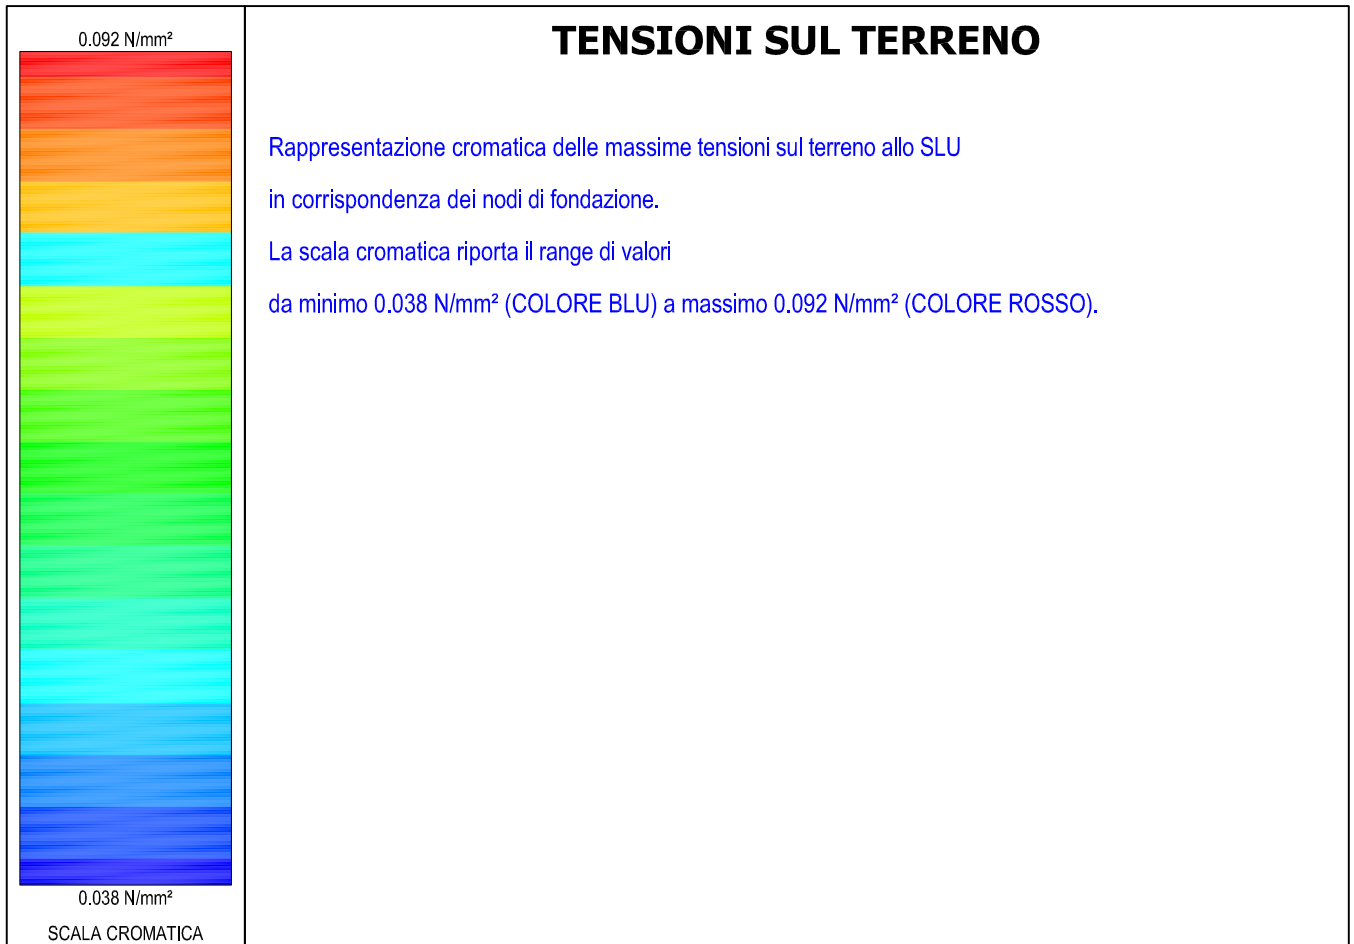 0.092 N/mm²
TENSIONI SUL TERRENO
Rappresentazione cromatica delle massime tensioni sul terreno allo SLU
in corrispondenza dei nodi di fondazione.
La scala cromatica riporta il range di valori
da minimo 0.038 N/mm² (COLORE BLU) a massimo 0.092 N/mm² (COLORE ROSSO).
0.038 N/mm²
SCALA CROMATICA